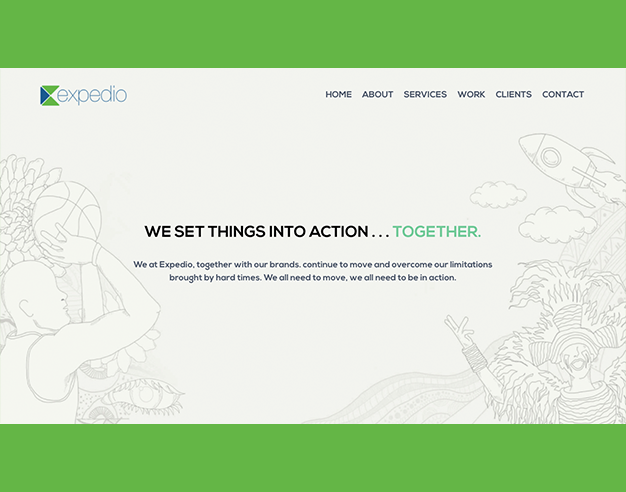 expedio
HOME ABOUT SERVICES WORK CLIENTS CONTACT
WE SET THINGS INTO ACTION . . . TOGETHER.
We at Expedio, together with our brands. continue to move and overcome our limitations
brought by hard times. We all need to move, we all need to be in action.